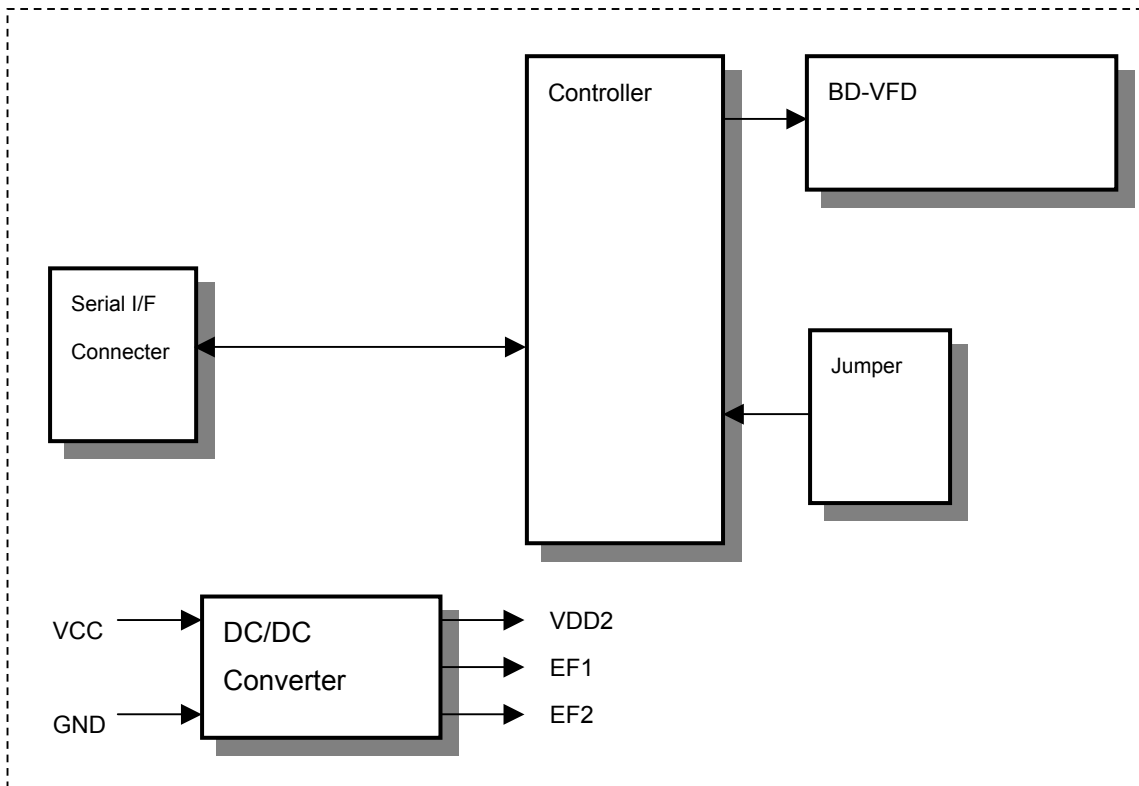 Controller
BD-VFD
Serial I/F
Connecter
Jumper
VCC
GND
DC/DC
Converter
VDD2
EF1
EF2